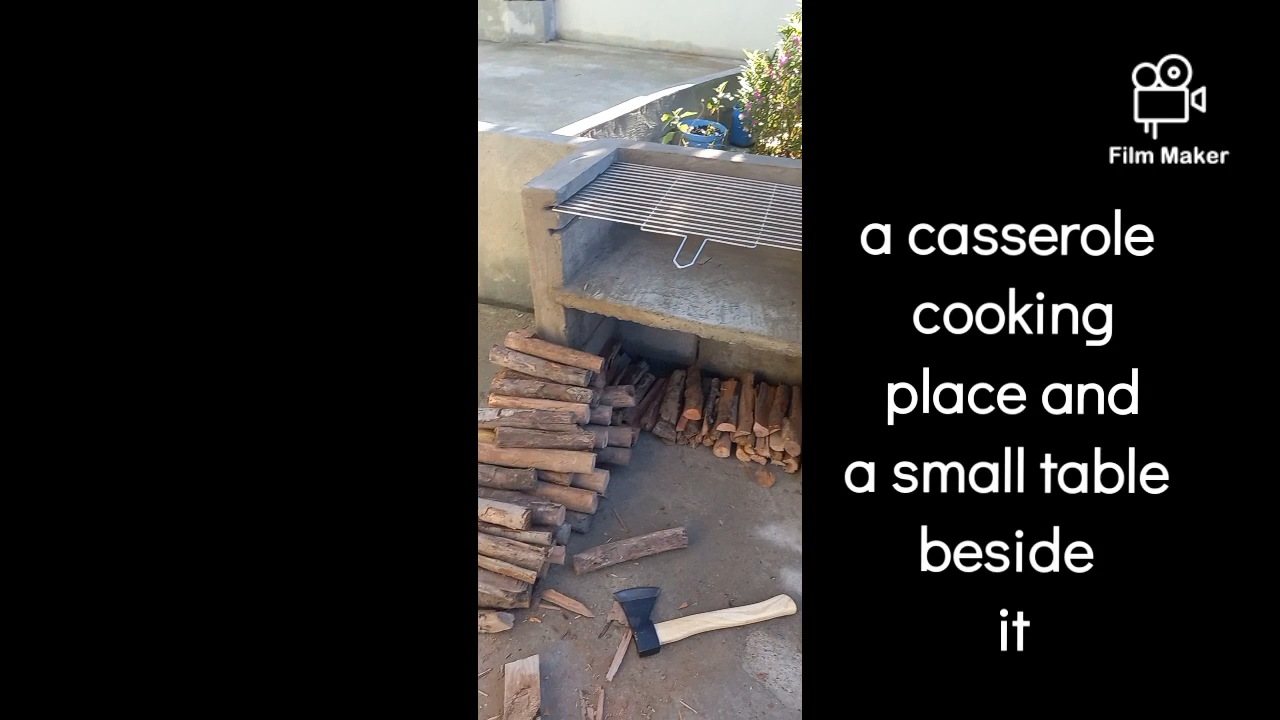 Film Maker
a casserole
cooking
place and
a small table
beside
it